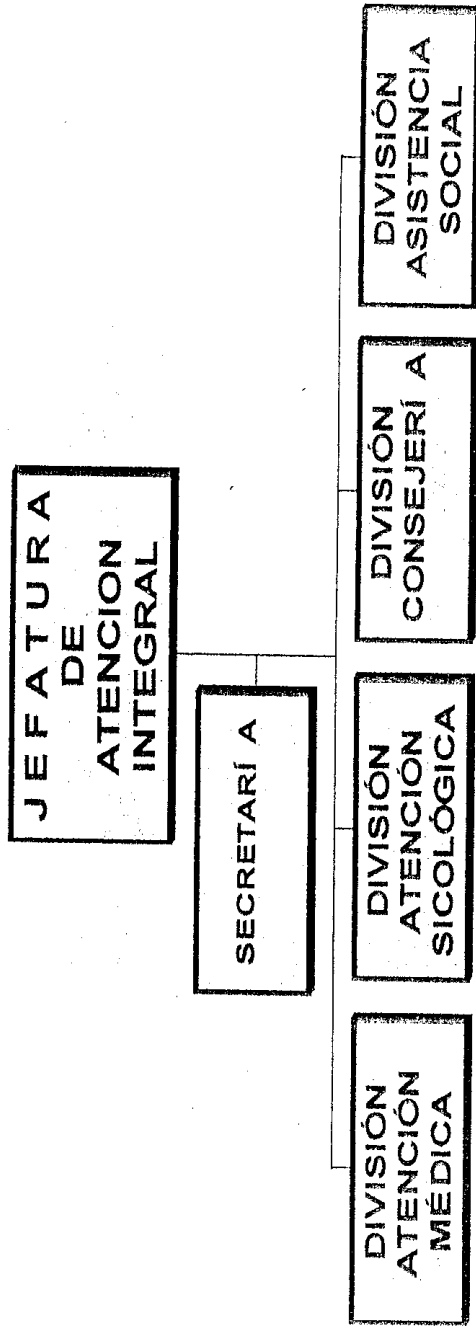 JEFATURA
DE
ATENCION
INTEGRAL
SECRETARÍ A
DIVISIÓN
ATENCIÓN
MÉDICA
DIVISIÓN
ATENCIÓN
SICOLÓGICA
DIVISIÓN
CONSEJERÍ A
DIVISIÓN
ASISTENCIA
SOCIAL